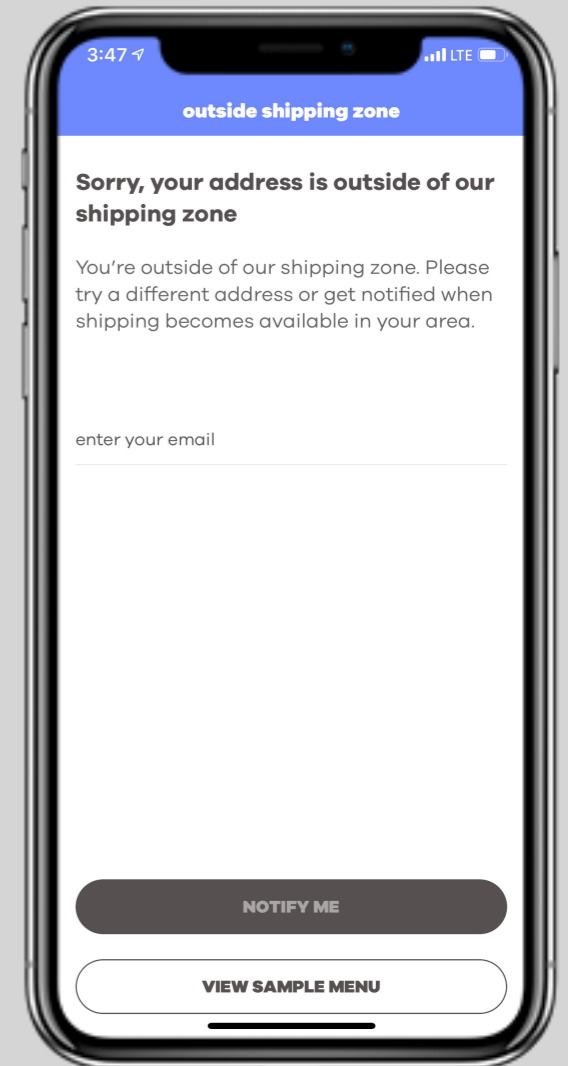 3:47 LTE
outside shipping zone
Sorry, your address is outside of our
shipping zone
You’re outside of our shipping zone. Please
try a different address or get notified when
shipping becomes available in your area.
enter your email
NOTIFY ME
VIEW SAMPLE MENU